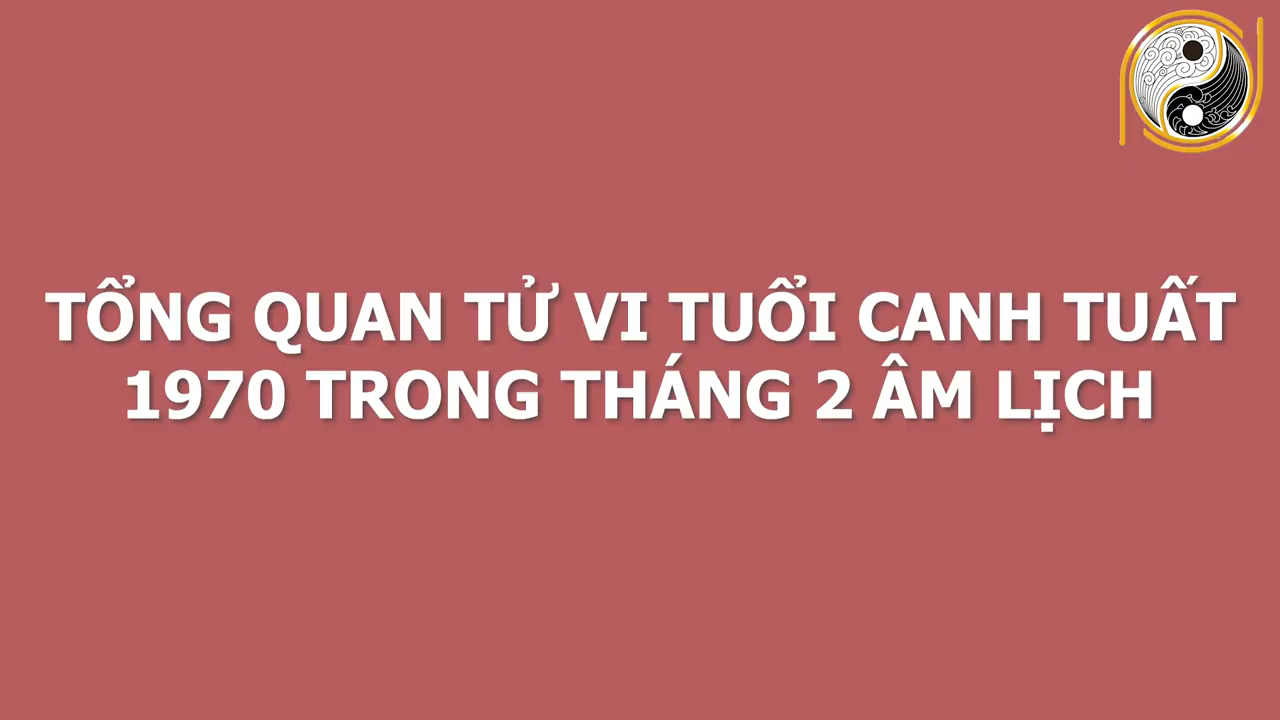 TỔNG QUAN TỬ VI TUỔI CANH TUẤT
1970 TRONG THÁNG 2 ÂM LỊCH